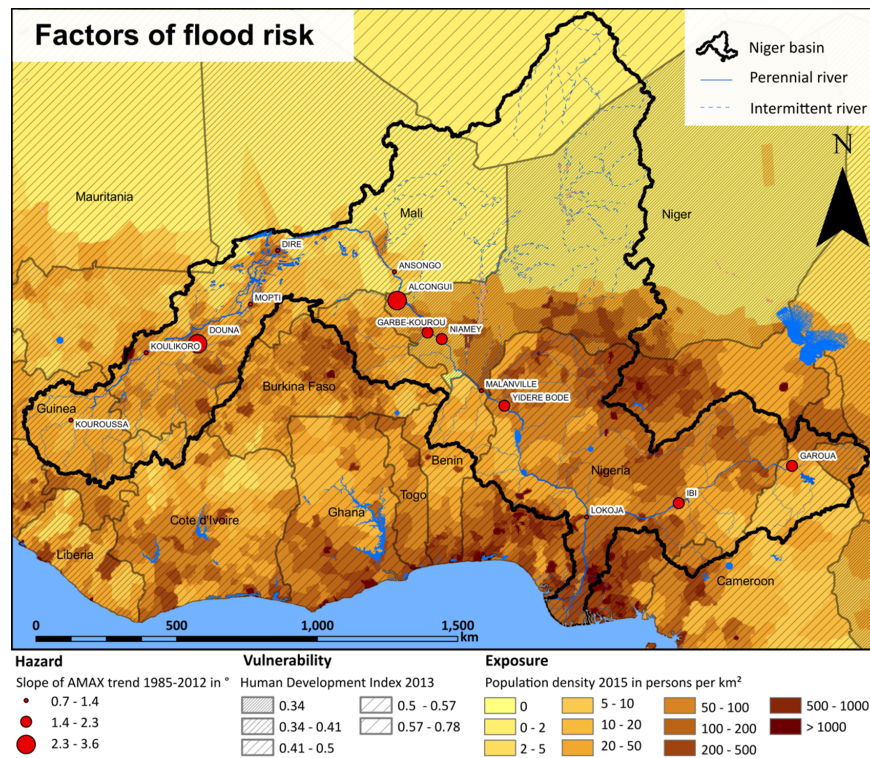 Factors of flood risk
Niger basin
Perennial river
Intermittent river
N
Mauritania
Mali
Niger
DIRE
ANSONGO
ALCONGUI
MOPTI
GARBE-KOUROU
NIAMEY
DOUNA
KOULIKORO
Burkina Faso
MALANVILLE
YIDERE BODE
Guinea
KOUROUSSA
Benin
Nigeria
GAROUA
Togo
IBI
Ghana
LOKOJA
Cote d'Ivoire
Liberia
Cameroon
0 500 1,000 1,500
km
Hazard
Slope of AMAX trend 1985-2012 in °
0.7 - 1.4
1.4 - 2.3
2.3 - 3.6
Vulnerability
Human Development Index 2013
0.34
0.34 - 0.41
0.41 - 0.5
0.5 - 0.57
0.57 - 0.78
Exposure
Population density 2015 in persons per km²
0
0 - 2
2 - 5
5 - 10
10 - 20
20 - 50
50 - 100
100 - 200
200 - 500
500 - 1000
> 1000